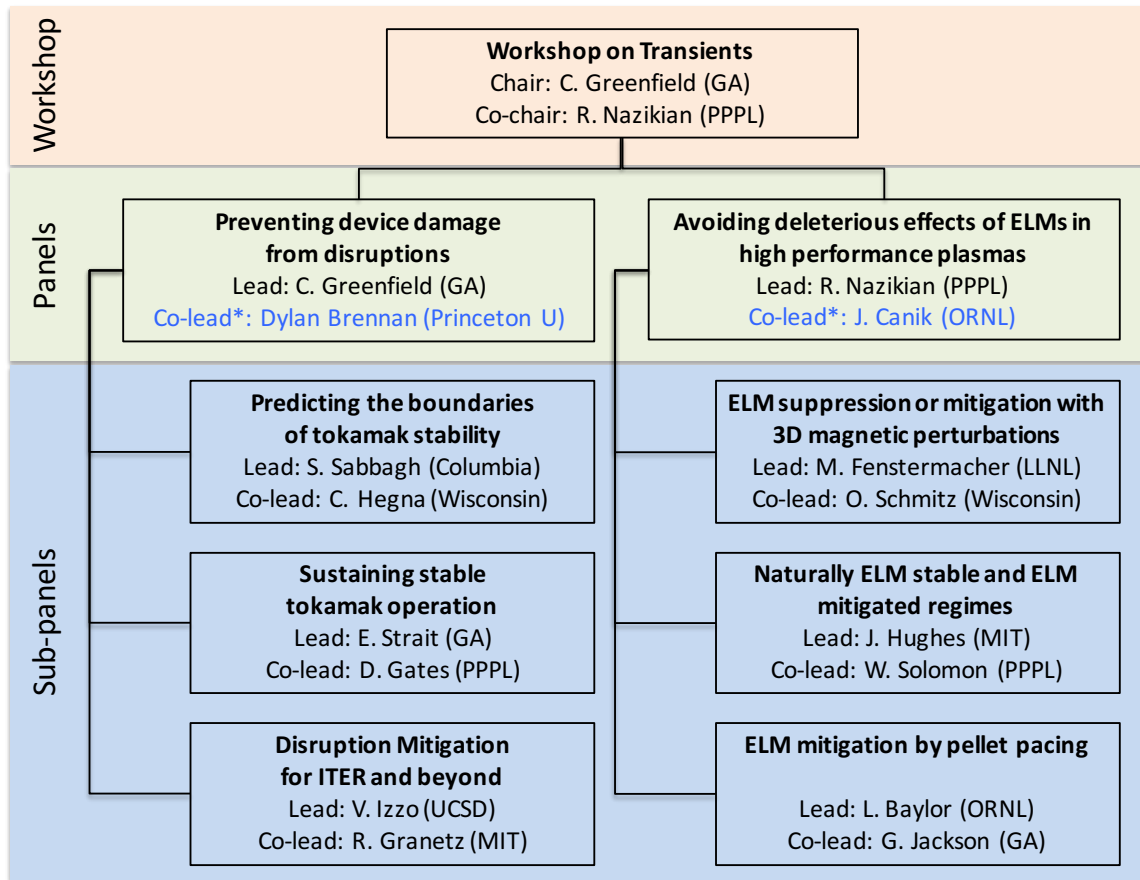 Workshop
Workshop on Transients
Chair: C. Greenfield (GA)
Co-chair: R. Nazikian (PPPL)
Panels
Preventing device damage
from disruptions
Lead: C. Greenfield (GA)
Co-lead*: Dylan Brennan (Princeton U)
Avoiding deleterious effects of ELMs in
high performance plasmas
Lead: R. Nazikian (PPPL)
Co-lead*: J. Canik (ORNL)
Sub-panels
Predicting the boundaries
of tokamak stability
Lead: S. Sabbagh (Columbia)
Co-lead: C. Hegna (Wisconsin)
ELM suppression or mitigation with
3D magnetic perturbations
Lead: M. Fenstermacher (LLNL)
Co-lead: O. Schmitz (Wisconsin)
Sustaining stable
tokamak operation
Lead: E. Strait (GA)
Co-lead: D. Gates (PPPL)
Naturally ELM stable and ELM
mitigated regimes
Lead: J. Hughes (MIT)
Co-lead: W. Solomon (PPPL)
Disruption Mitigation
for ITER and beyond
Lead: V. Izzo (UCSD)
Co-lead: R. Granetz (MIT)
ELM mitigation by pellet pacing
Lead: L. Baylor (ORNL)
Co-lead: G. Jackson (GA)